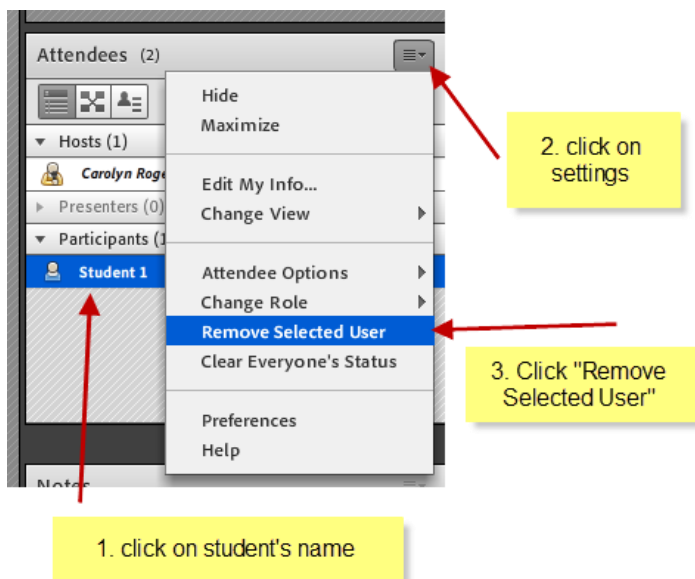 Attendees (2)
Hide
Maximize
Hosts (1)
Carolyn Roge
Edit My Info...
Presenters (0)
Change View
Participants (1
Student 1
Attendee Options
Change Role
Remove Selected User
Clear Everyone's Status
Preferences
Help
Notes
2. click on
settings
3. Click "Remove
Selected User"
1. click on student's name